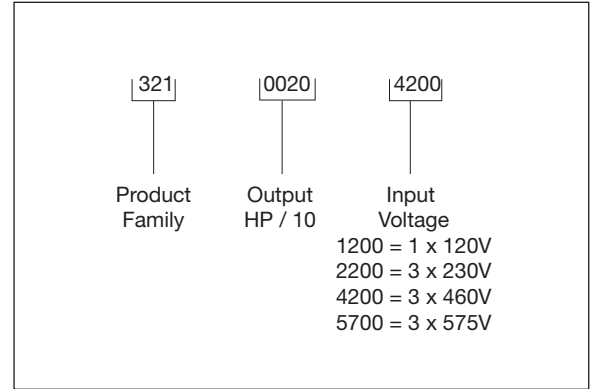 321 0020 4200
Product Output Input
Family HP / 10 Voltage
1200 = 1 x 120V
2200 = 3 x 230V
4200 = 3 x 460V
5700 = 3 x 575V